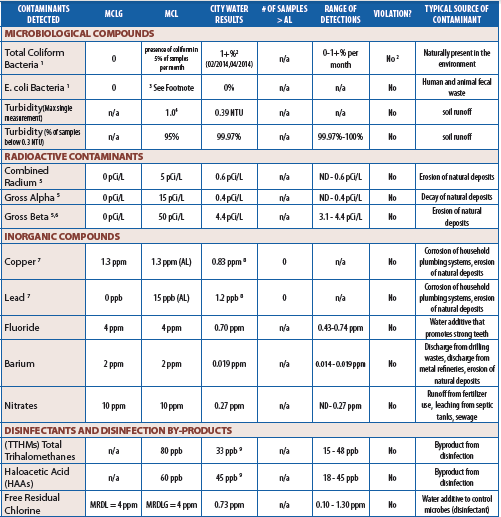 CONTAMINANTS DETECTED | MCLG | MCL | CITY WATER RESULTS | # OF SAMPLES > AL | RANGE OF DETECTIONS | VIOLATION? | TYPICAL SOURCE OF CONTAMINANT
MICROBIOLOGICAL COMPOUNDS
Total Coliform Bacteria 1 | 0 | presence of coliform in 5% of samples per month | 1+%2 (02/2014,04/2014) | n/a | 0-1+% per month | No 2 | Naturally present in the environment
E. coli Bacteria 1 | 0 | 3 See Footnote | 0% | n/a | n/a | No | Human and animal fecal waste
Turbidity (Max single measurement) | n/a | 1.04 | 0.39 NTU | n/a | n/a | No | soil runoff
Turbidity (% of samples below 0.3 NTU) | n/a | 95% | 99.97% | n/a | 99.97%-100% | No | soil runoff
RADIOACTIVE CONTAMINANTS
Combined Radium 5 | 0 pCi/L | 5 pCi/L | 0.6 pCi/L | n/a | ND - 0.6 pCi/L | No | Erosion of natural deposits
Gross Alpha 5 | 0 pCi/L | 15 pCi/L | 0.4 pCi/L | n/a | ND - 0.4 pCi/L | No | Decay of natural deposits
Gross Beta 5,6 | 0 pCi/L | 50 pCi/L | 4.4 pCi/L | n/a | 3.1 - 4.4 pCi/L | No | Erosion of natural deposits
INORGANIC COMPOUNDS
Copper 7 | 1.3 ppm | 1.3 ppm (AL) | 0.83 ppm 8 | 0 | n/a | No | Corrosion of household plumbing systems, erosion of natural deposits
Lead 7 | 0 ppb | 15 ppb (AL) | 1.2 ppb 8 | 0 | n/a | No | Corrosion of household plumbing systems, erosion of natural deposits
Fluoride | 4 ppm | 4 ppm | 0.70 ppm | n/a | 0.43-0.74 ppm | No | Water additive that promotes strong teeth
Barium | 2 ppm | 2 ppm | 0.019 ppm | n/a | 0.014 - 0.019 ppm | No | Discharge from drilling wastes, discharge from metal refineries, erosion of natural deposits
Nitrates | 10 ppm | 10 ppm | 0.27 ppm | n/a | ND- 0.27 ppm | No | Runoff from fertilizer use, leaching from septic tanks, sewage
DISINFECTANTS AND DISINFECTION BY-PRODUCTS
(TTHMs) Total Trihalomethanes | n/a | 80 ppb | 33 ppb 9 | n/a | 15 - 48 ppb | No | Byproduct from disinfection
Haloacetic Acid (HAAs) | n/a | 60 ppb | 45 ppb 9 | n/a | 18 - 45 ppb | No | Byproduct from disinfection
Free Residual Chlorine | MRDL = 4 ppm | MRDLG = 4 ppm | 0.73 ppm | n/a | 0.10 - 1.30 ppm | No | Water additive to control microbes (disinfectant)